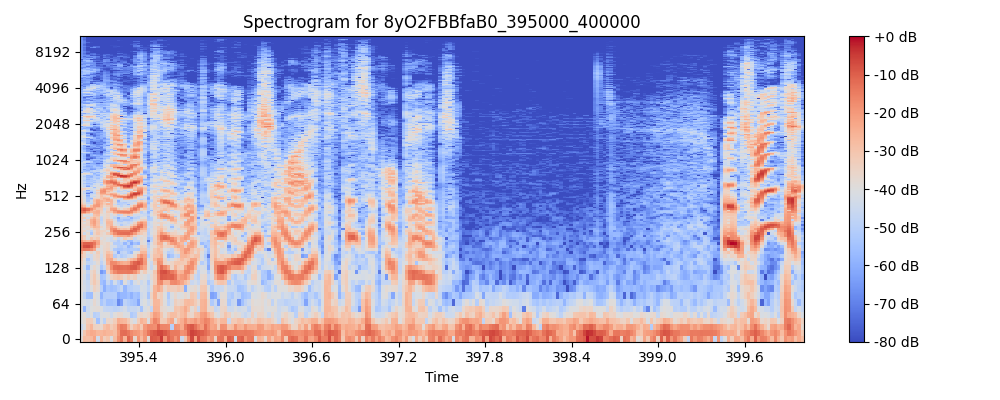 Spectrogram for 8yO2FBBfaB0_395000_400000
8192
4096
2048
1024
512
256
128
64
0
Hz
395.4 396.0 396.6 397.2 397.8 398.4 399.0 399.6
Time
+0 dB
-10 dB
-20 dB
-30 dB
-40 dB
-50 dB
-60 dB
-70 dB
-80 dB